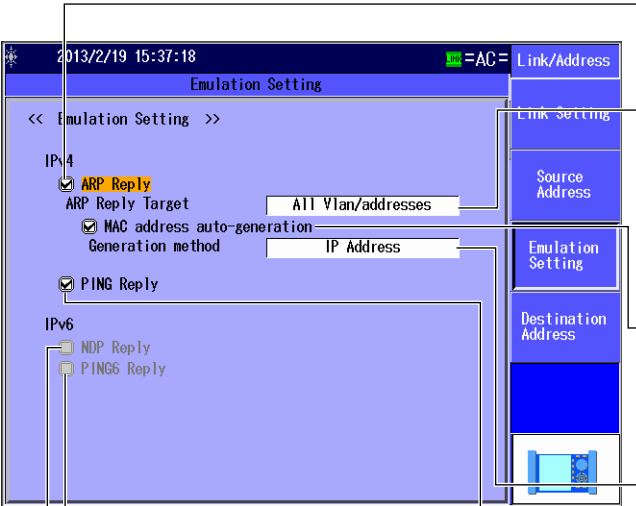 2013/2/19 15:37:18
LINK =AC=
Link/Address
Emulation Setting
Link Setting
<< Emulation Setting >>
IPv4
ARP Reply
ARP Reply Target
All Vlan/addresses
MAC address auto-generation
Generation method
IP Address
PING Reply
IPv6
NDP Reply
PING6 Reply
Source
Address
Emulation
Setting
Destination
Address